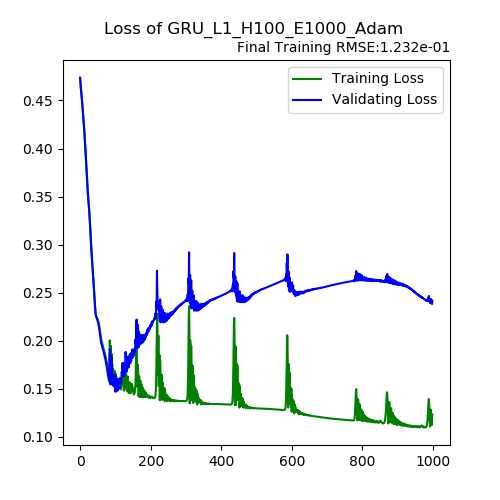 Loss of GRU_L1_H100_E1000_Adam
Final Training RMSE:1.232e-01
Training Loss
Validating Loss
0.45
0.40
0.35
0.30
0.25
0.20
0.15
0.10
0 200 400 600 800 1000